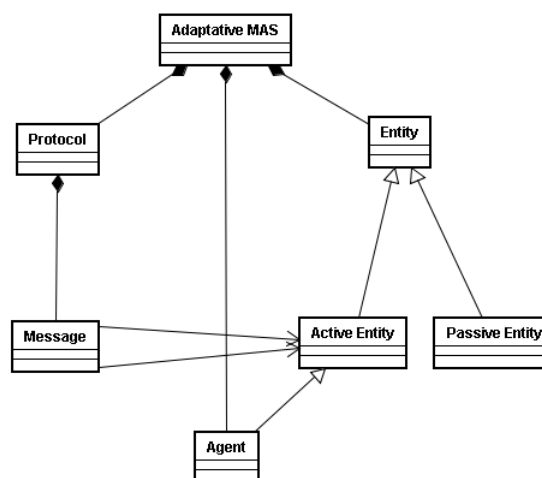 Adaptative MAS
Protocol
Entity
Message
Active Entity
Passive Entity
Agent